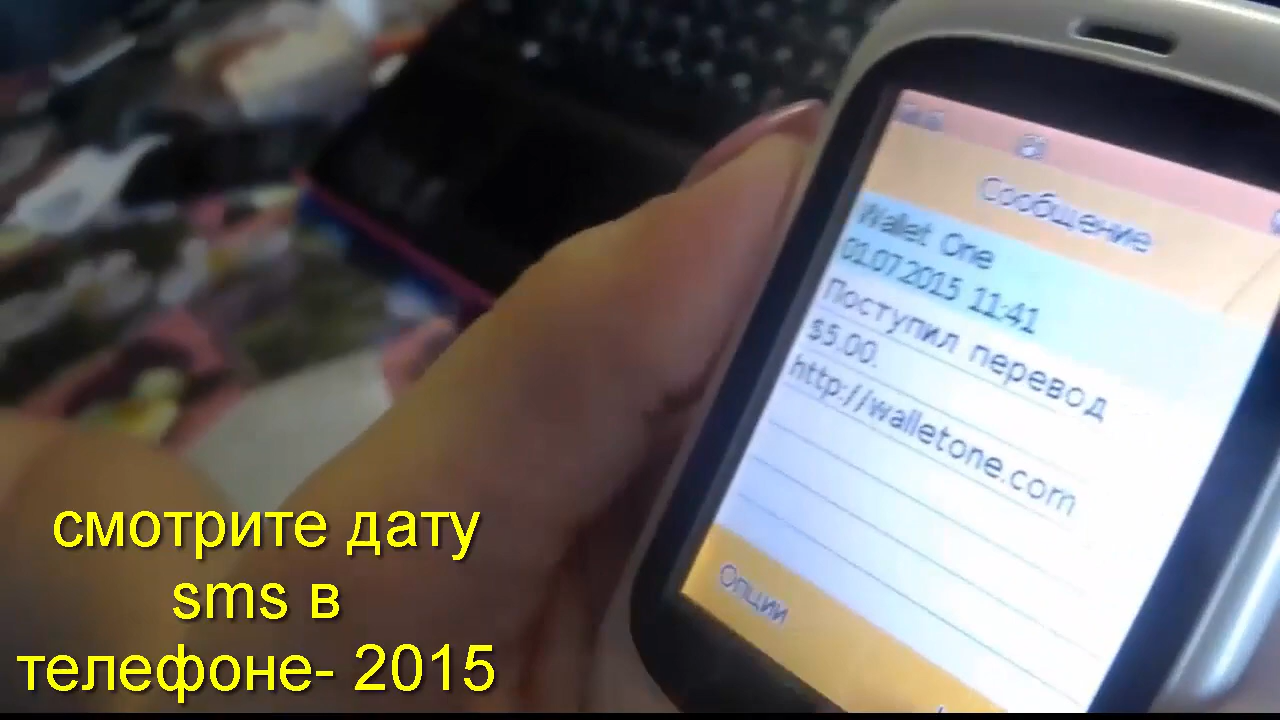 Сообщение
Wallet One
01.07.2015 11:41
Поступил перевод
$5.00.
http://walletone.com
Опции
смотрите дату
sms в
телефоне- 2015